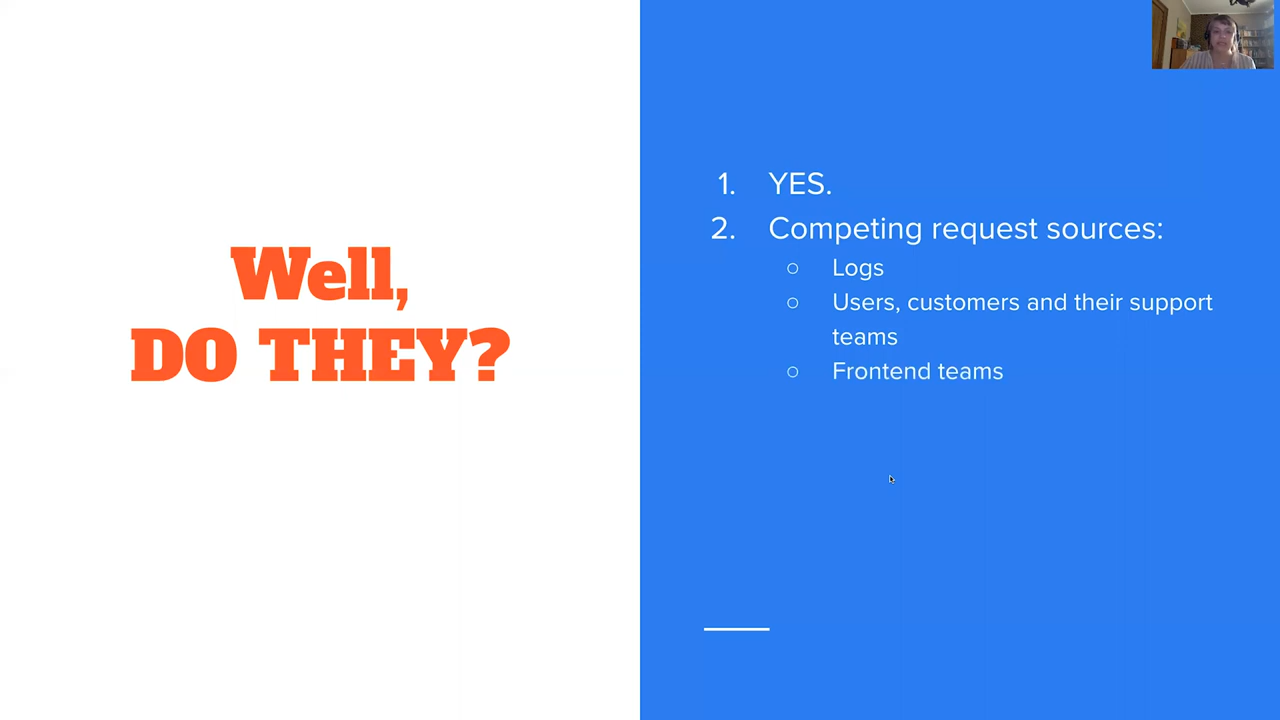 Well,
DO THEY?
1. YES.
2. Competing request sources:
○ Logs
○ Users, customers and their support
teams
○ Frontend teams